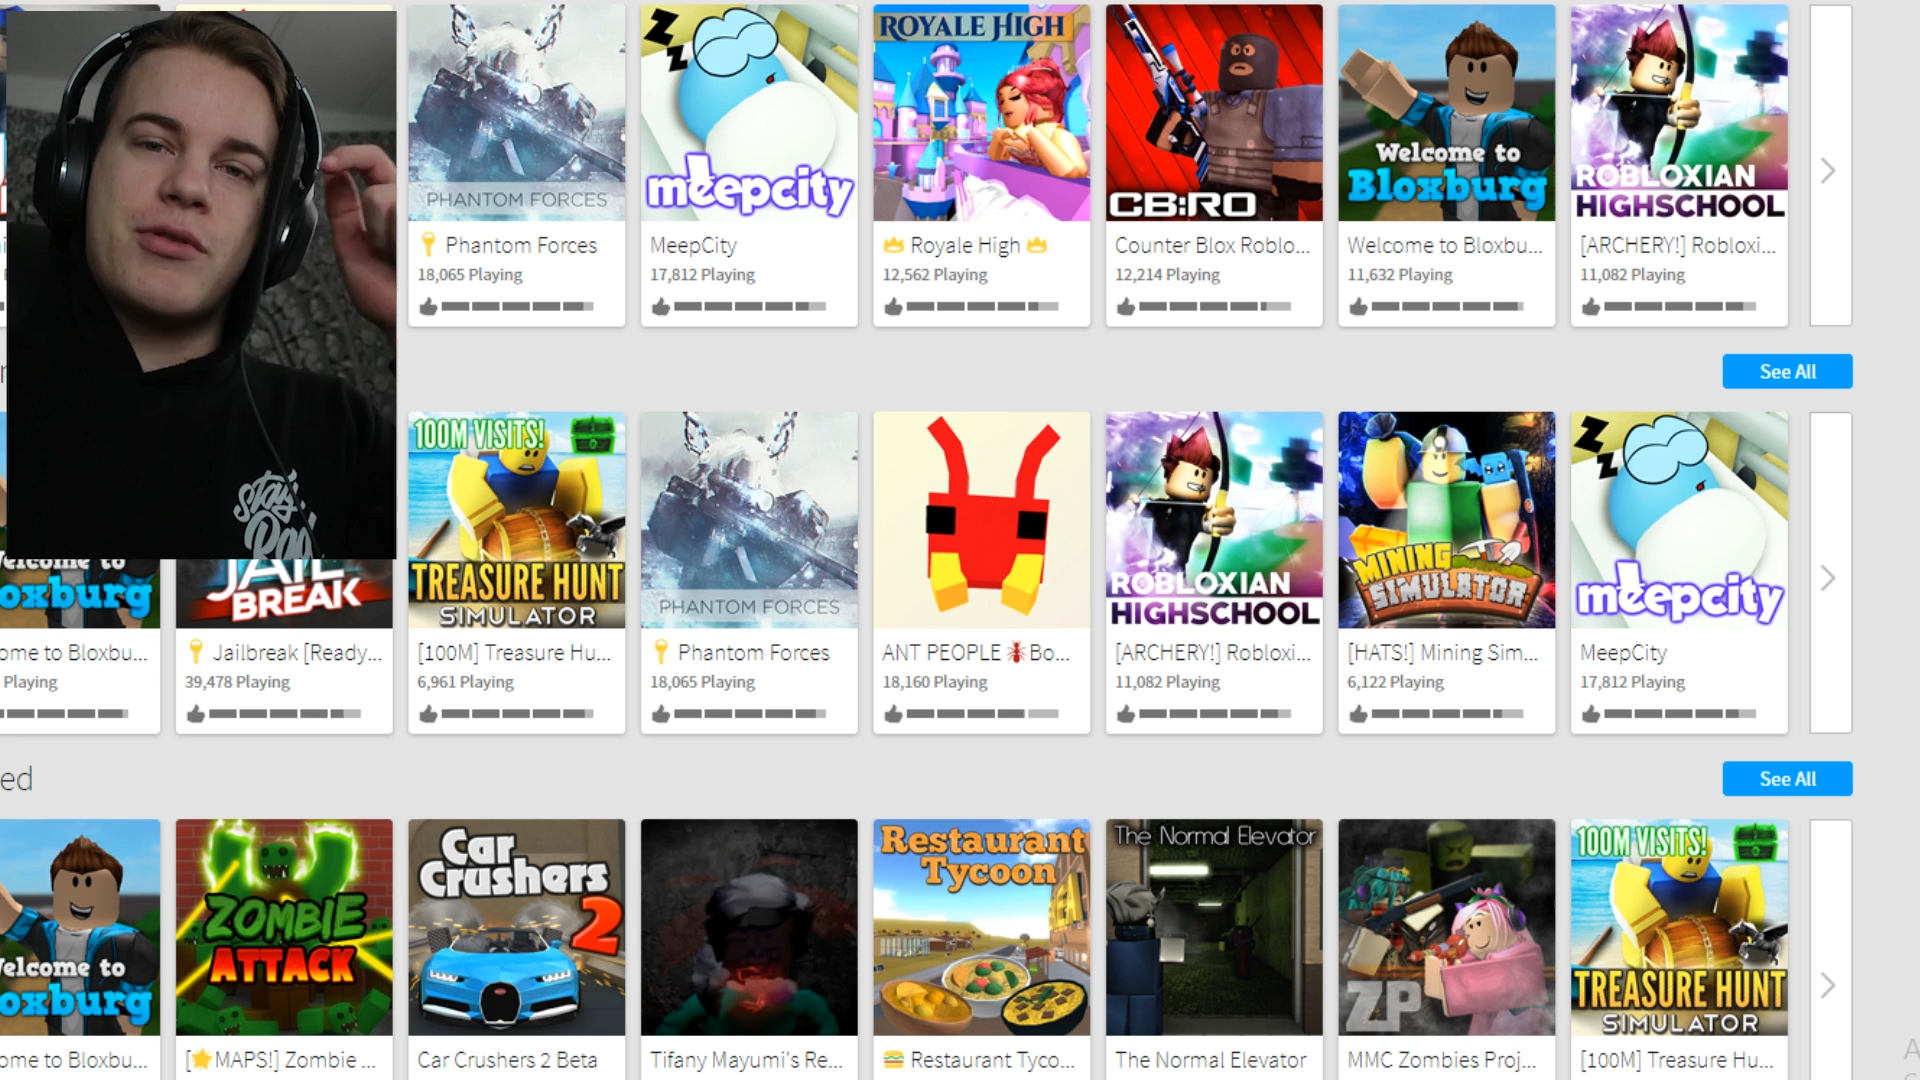 PHANTOM FORCES
Phantom Forces
18,065 Playing
Z
Z
meepcity
MeepCity
17,812 Playing
ROYALE HIGH
Royale High
12,562 Playing
CB:RO
Counter Blox Roblo...
12,214 Playing
Welcome to
Bloxburg
Welcome to Bloxbu...
11,632 Playing
ROBLOXIAN
HIGHSCHOOL
[ARCHERY!] Robloxi...
11,082 Playing
See All
stay
Welcome to
oxburg
ome to Bloxbu...
Playing
JAIL
BREAK
Jailbreak [Ready...
39,478 Playing
100M VISITS!
TREASURE HUNT
SIMULATOR
[100M] Treasure Hu...
6,961 Playing
PHANTOM FORCES
Phantom Forces
18,065 Playing
ANT PEOPLE Bo...
18,160 Playing
ROBLOXIAN
HIGHSCHOOL
[ARCHERY!] Robloxi...
11,082 Playing
MINING
SIMULATOR
[HATS!] Mining Sim...
6,122 Playing
Z
Z
meepcity
MeepCity
17,812 Playing
ed
See All
elcome to
oxburg
ome to Bloxbu...
ZOMBIE
ATTACK
[⭐MAPS!] Zombie ...
Car
Crushers
2
Car Crushers 2 Beta
Tifany Mayumi's Re...
Restaurant
Tycoon
Restaurant Tyco...
The Normal Elevator
The Normal Elevator
ZP
MMC Zombies Proj...
100M VISITS!
TREASURE HUNT
SIMULATOR
[100M] Treasure Hu...